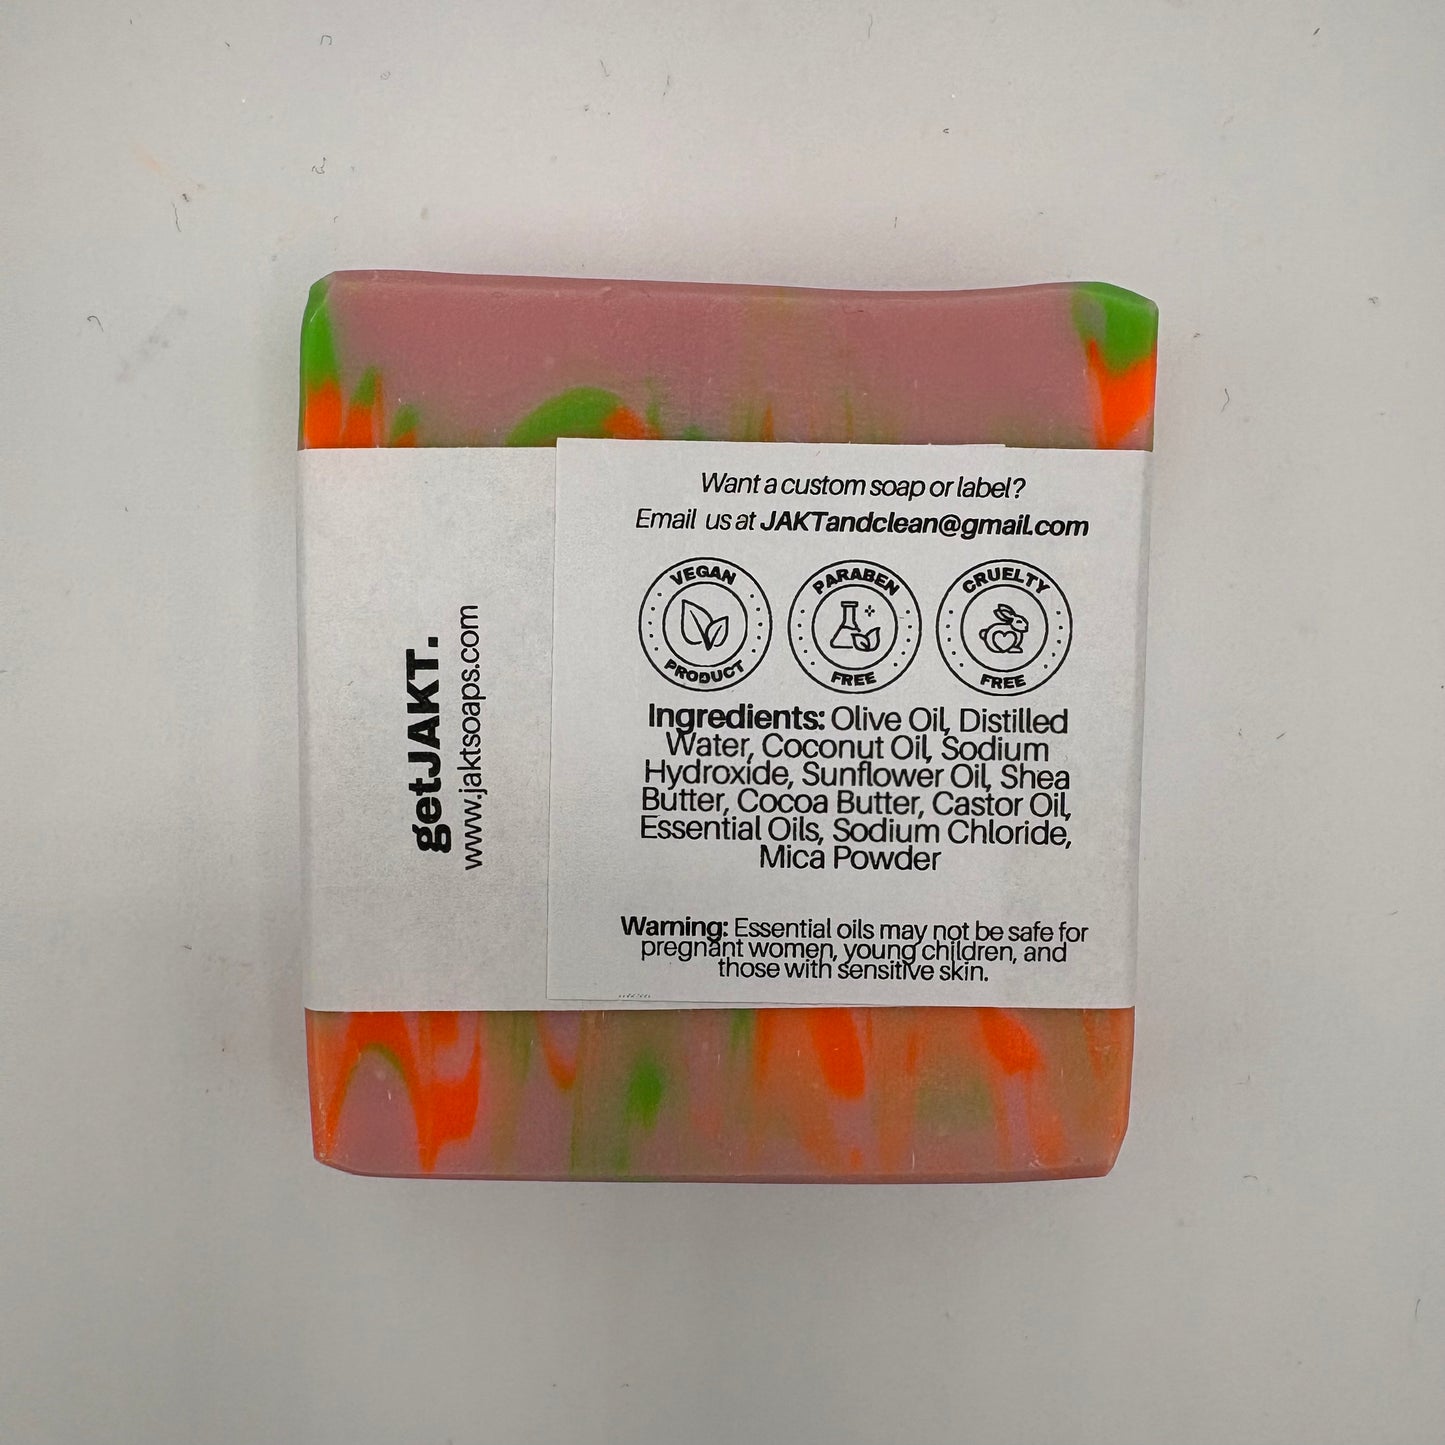 getJAKT.
www.jaktsoaps.com
Want a custom soap or label?
Email us at JAKTandclean@gmail.com
VEGAN
PRODUCT
PARABEN
FREE
CRUELTY
FREE
Ingredients: Olive Oil, Distilled
Water, Coconut Oil, Sodium
Hydroxide, Sunflower Oil, Shea
Butter, Cocoa Butter, Castor Oil,
Essential Oils, Sodium Chloride,
Mica Powder
Warning: Essential oils may not be safe for
pregnant women, young children, and
those with sensitive skin.